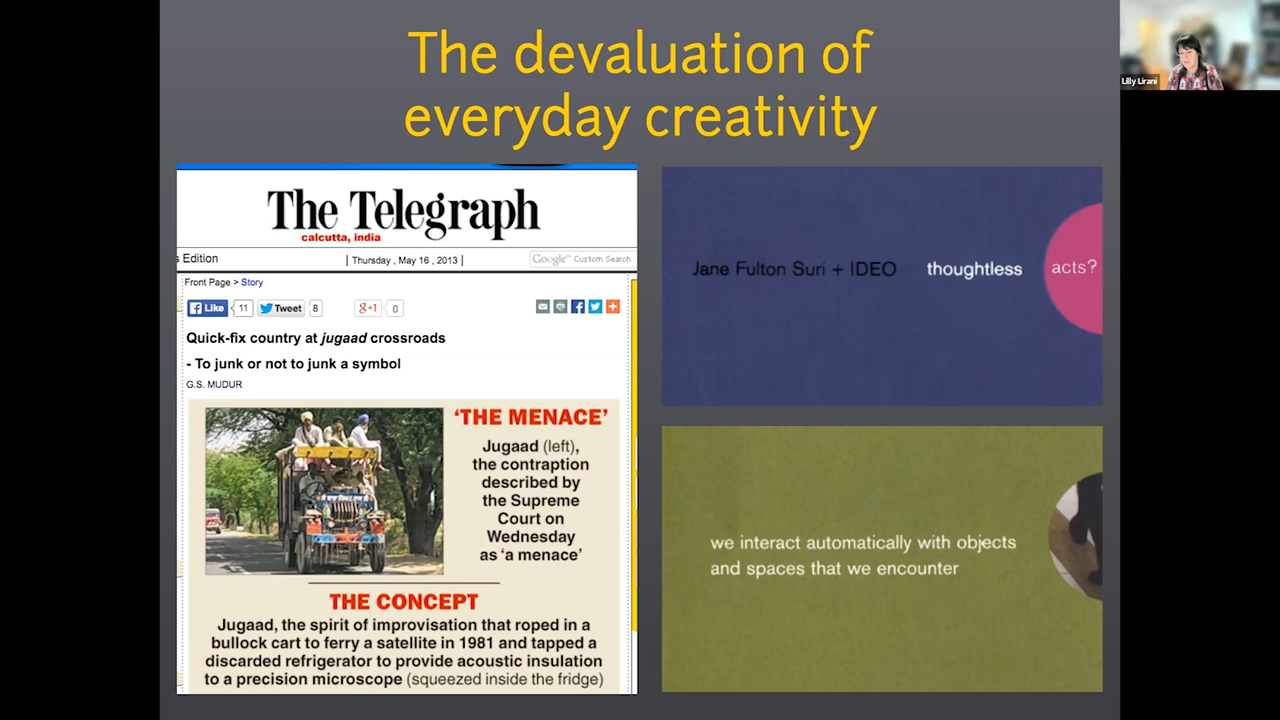 The devaluation of
everyday creativity
Lilly Lirani
The Telegraph
calcutta, india
s Edition
| Thursday , May 16 , 2013 |
Google™ Custom Search
Front Page > Story
Like 11 Tweet 8 g+1 0
Quick-fix country at jugaad crossroads
- To junk or not to junk a symbol
G.S. MUDUR
'THE MENACE'
Jugaad (left),
the contraption
described by
the Supreme
Court on
Wednesday
as 'a menace'
THE CONCEPT
Jugaad, the spirit of improvisation that roped in a
bullock cart to ferry a satellite in 1981 and tapped a
discarded refrigerator to provide acoustic insulation
to a precision microscope (squeezed inside the fridge)
Jane Fulton Suri + IDEO thoughtless acts?
we interact automatically with objects
and spaces that we encounter